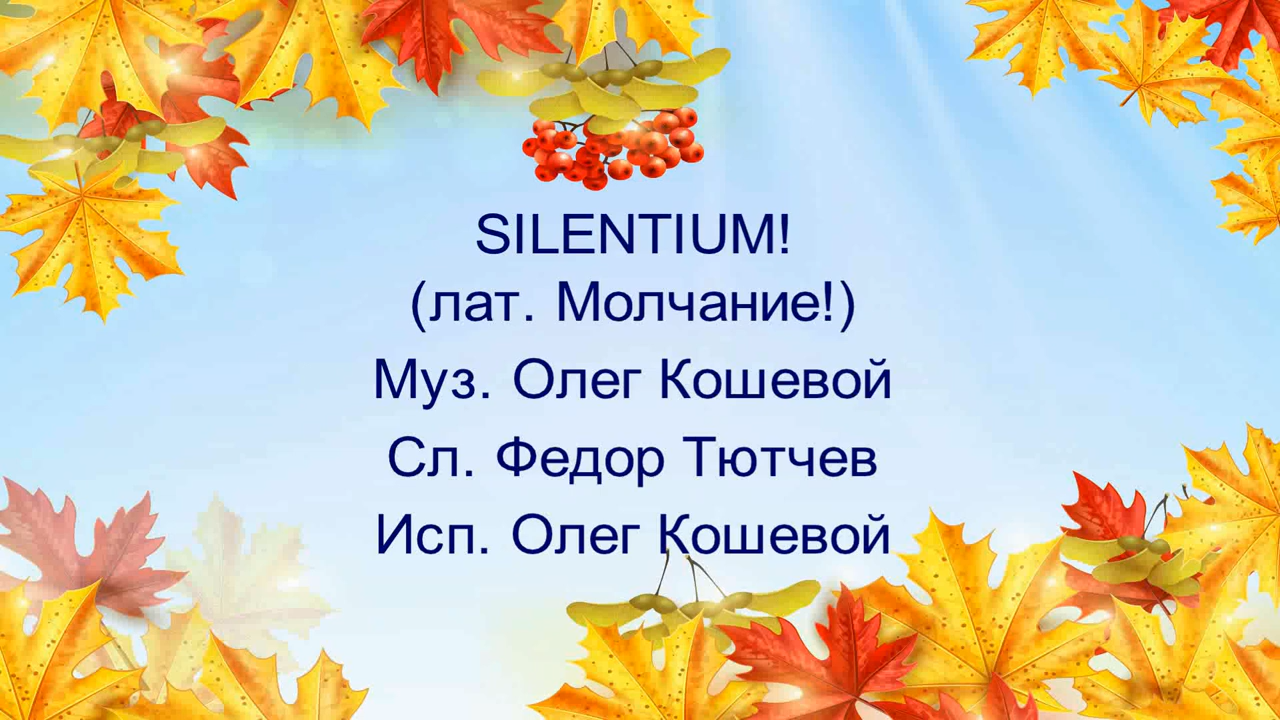 SILENTIUM!
(лат. Молчание!)
Муз. Олег Кошевой
Сл. Федор Тютчев
Исп. Олег Кошевой